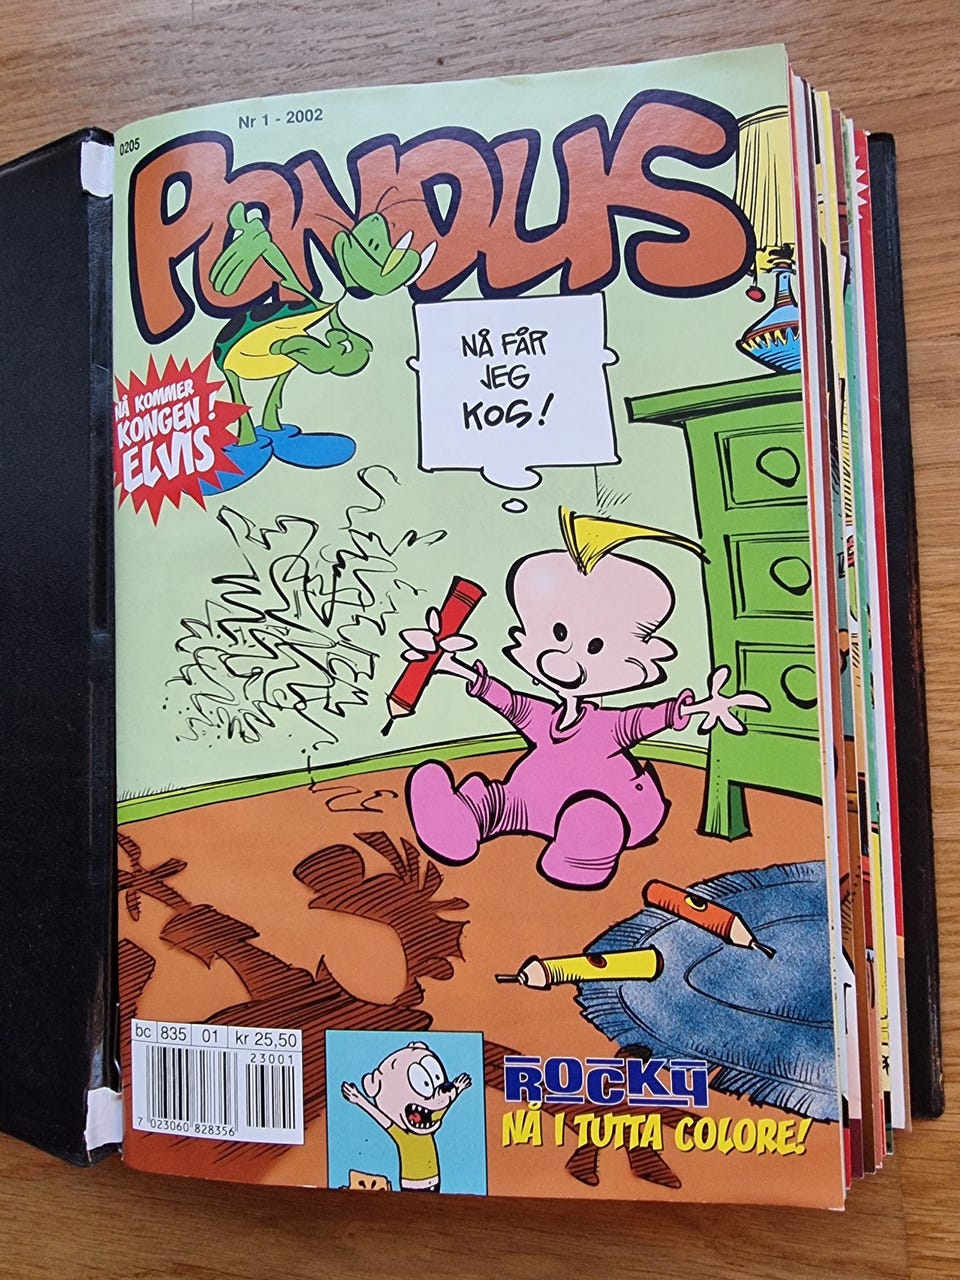 Nr 1 - 2002
0205
PONDUS
NÅ FÅR
JEG
KOS!
NÅ KOMMER
KONGEN!
ELVIS
bc 835 01 kr 25,50
23001
7 023060 828356
ROCKY
NÅ I TUTTA COLORE!